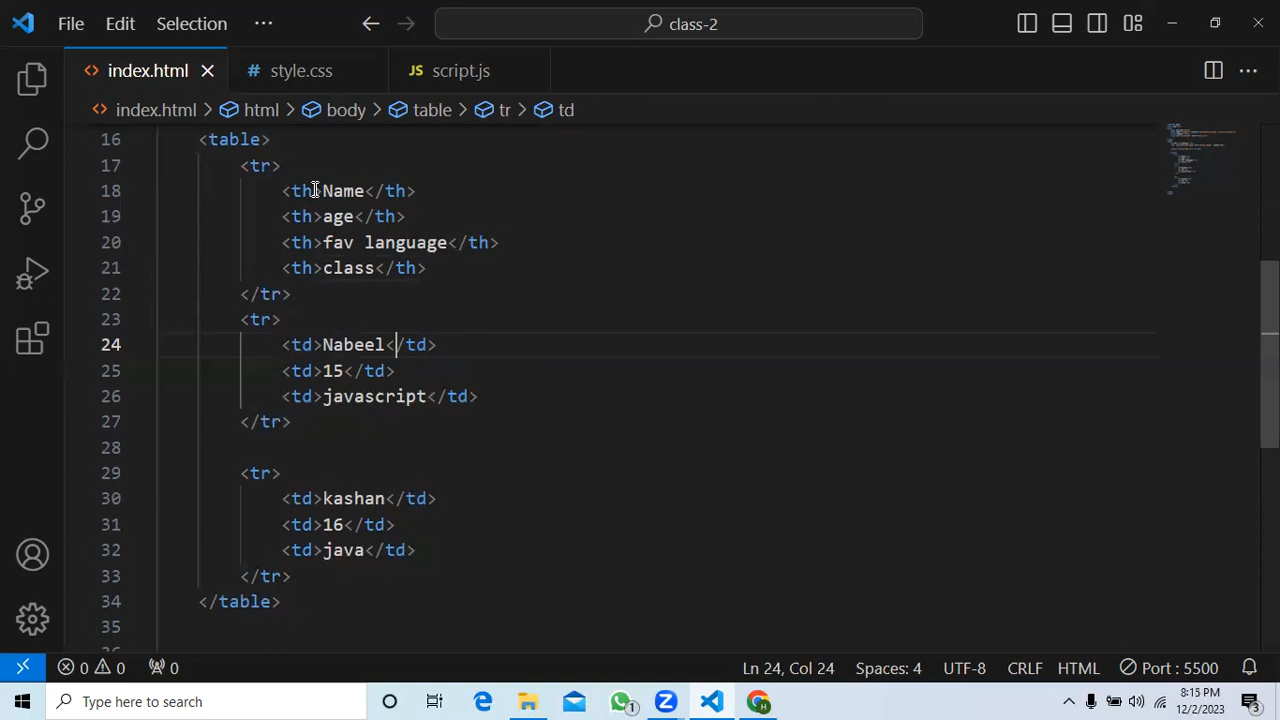 File Edit Selection ··· class-2
index.html style.css JS script.js
index.html > html > body > table > tr > td
16 <table>
17 <tr>
18 <th>Name</th>
19 <th>age</th>
20 <th>fav language</th>
21 <th>class</th>
22 </tr>
23 <tr>
24 <td>Nabeel</td>
25 <td>15</td>
26 <td>javascript</td>
27 </tr>
28
29 <tr>
30 <td>kashan</td>
31 <td>16</td>
32 <td>java</td>
33 </tr>
34 </table>
35
0 0 0 Ln 24, Col 24 Spaces: 4 UTF-8 CRLF HTML Port : 5500
Type here to search 1 8:15 PM
12/2/2023 3